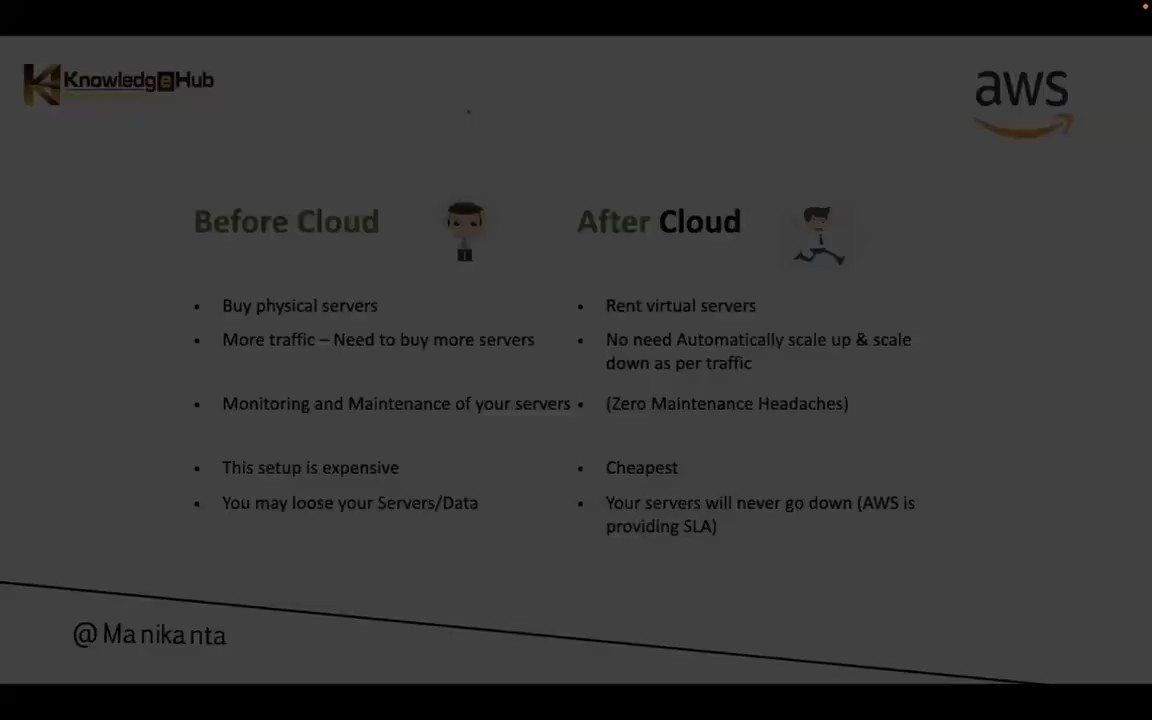 KnowledgeHub
aws
Before Cloud
• Buy physical servers
• More traffic – Need to buy more servers
• Monitoring and Maintenance of your servers
• This setup is expensive
• You may loose your Servers/Data
After Cloud
• Rent virtual servers
• No need Automatically scale up & scale
down as per traffic
• (Zero Maintenance Headaches)
• Cheapest
• Your servers will never go down (AWS is
providing SLA)
@Manikanta